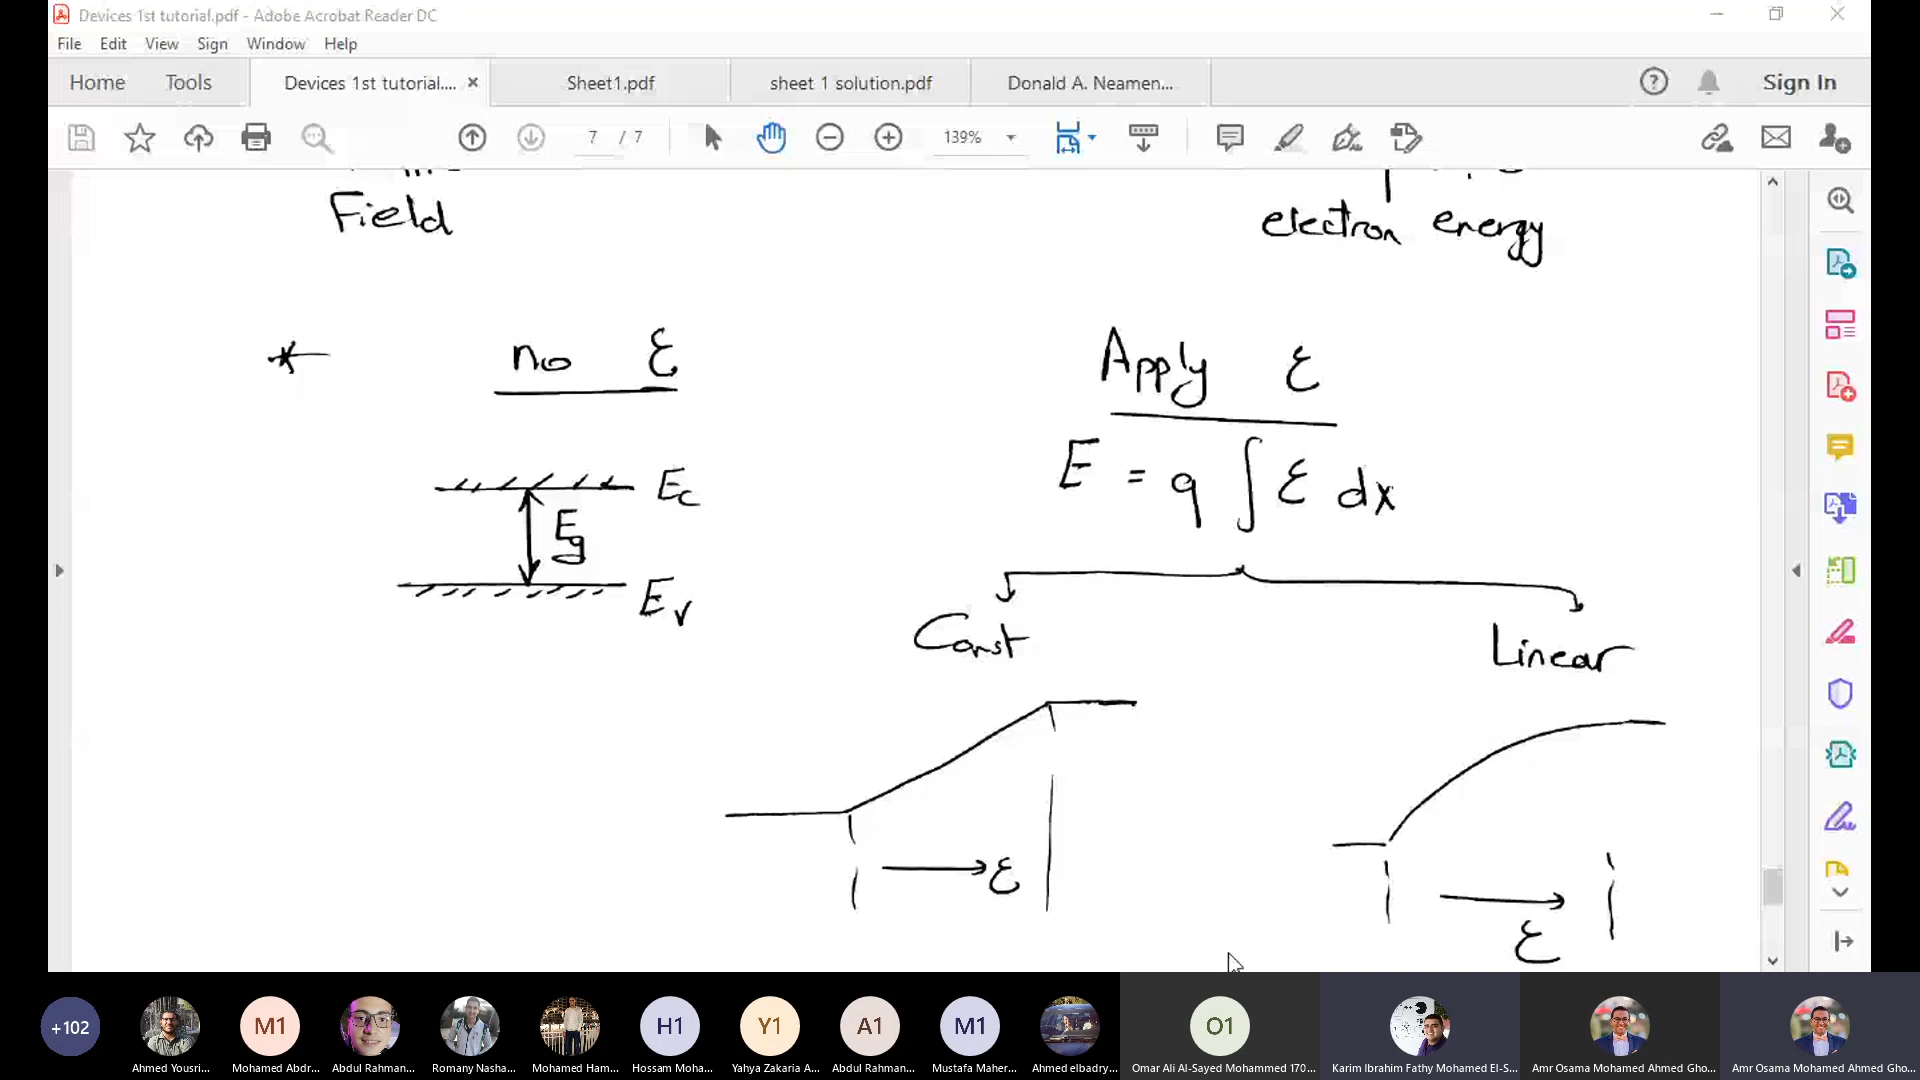 Devices 1st tutorial.pdf - Adobe Acrobat Reader DC
File Edit View Sign Window Help
Home Tools Devices 1st tutorial.... × Sheet1.pdf sheet 1 solution.pdf Donald A. Neamen... Sign In
7 / 7 139%
Field
electron energy
no ε
Apply ε
E = q ∫ ε dx
Ec
Eg
Ev
Const
Linear
ε
ε
+102
M1
H1
Y1
A1
M1
O1
Ahmed Yousri... Mohamed Abdr... Abdul Rahman... Romany Nasha... Mohamed Ham... Hossam Moha... Yahya Zakaria A... Abdul Rahman... Mustafa Maher... Ahmed elbadry... Omar Ali Al-Sayed Mohammed 170... Karim Ibrahim Fathy Mohamed El-S... Amr Osama Mohamed Ahmed Gho... Amr Osama Mohamed Ahmed Gho...